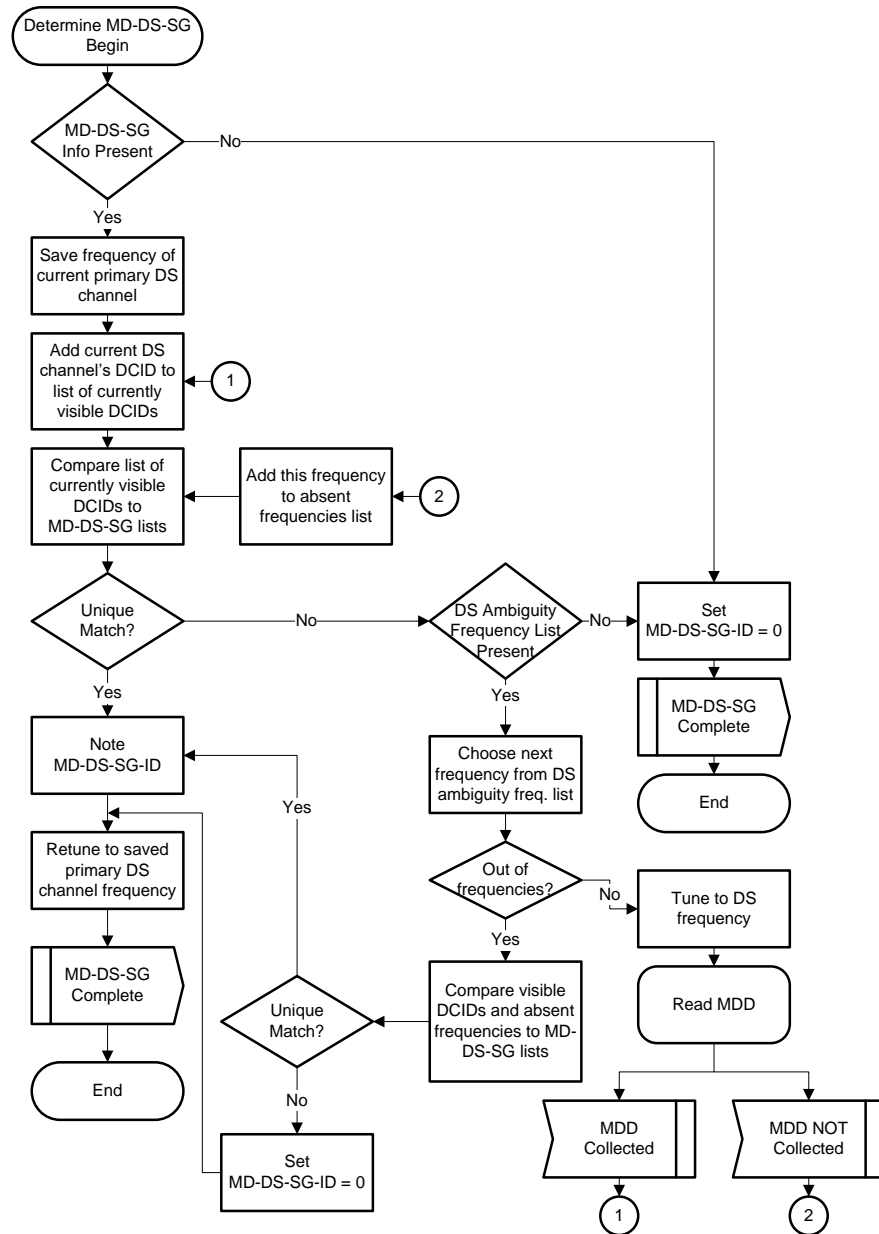 Determine MD-DS-SG
Begin
MD-DS-SG
Info Present
No
Yes
Save frequency of
current primary DS
channel
Add current DS
channel's DCID to
list of currently
visible DCIDs
1
Compare list of
currently visible
DCIDs to
MD-DS-SG lists
Add this frequency
to absent
frequencies list
2
Unique
Match?
No
DS Ambiguity
Frequency List
Present
No
Set
MD-DS-SG-ID = 0
Yes
Yes
MD-DS-SG
Complete
Note
MD-DS-SG-ID
Choose next
frequency from DS
ambiguity freq. list
End
Yes
Retune to saved
primary DS
channel frequency
Out of
frequencies?
No
Tune to DS
frequency
Yes
MD-DS-SG
Complete
Unique
Match?
Compare visible
DCIDs and absent
frequencies to MD-
DS-SG lists
Read MDD
End
No
Set
MD-DS-SG-ID = 0
MDD
Collected
MDD NOT
Collected
1
2